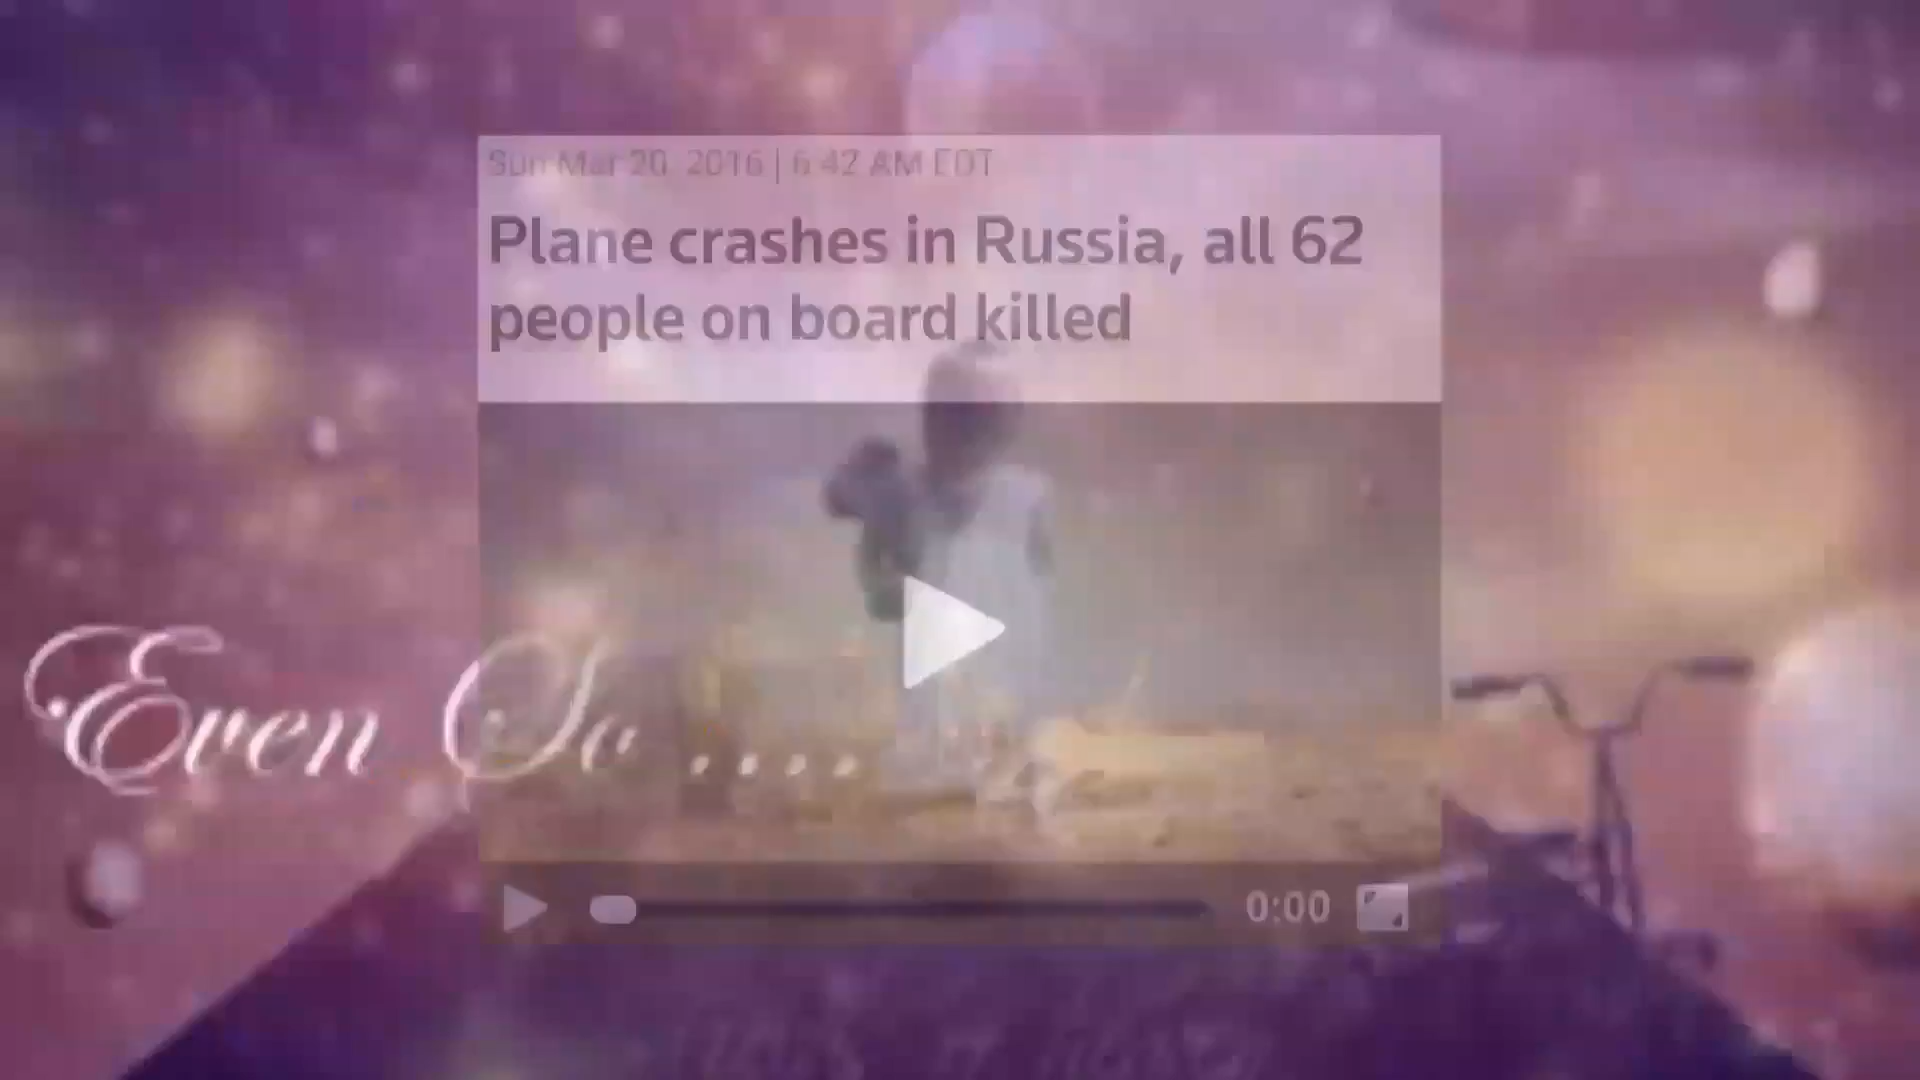 Sun Mar 20, 2016 | 6:42 AM EDT
Plane crashes in Russia, all 62
people on board killed
Even So ....
0:00